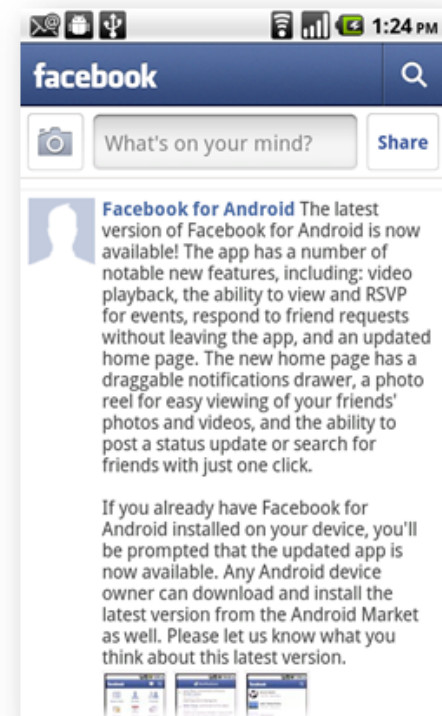 1:24 PM
facebook
What's on your mind?
Share
Facebook for Android The latest
version of Facebook for Android is now
available! The app has a number of
notable new features, including: video
playback, the ability to view and RSVP
for events, respond to friend requests
without leaving the app, and an updated
home page. The new home page has a
draggable notifications drawer, a photo
reel for easy viewing of your friends'
photos and videos, and the ability to
post a status update or search for
friends with just one click.
If you already have Facebook for
Android installed on your device, you'll
be prompted that the updated app is
now available. Any Android device
owner can download and install the
latest version from the Android Market
as well. Please let us know what you
think about this latest version.